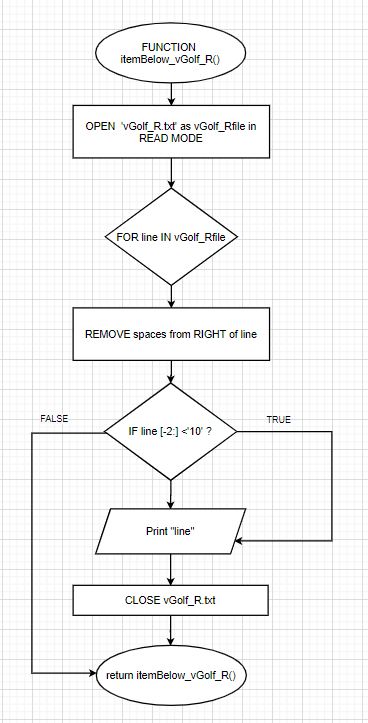 FUNCTION
itemBelow_vGolf_R()
OPEN 'vGolf_R.txt' as vGolf_Rfile in
READ MODE
FOR line IN vGolf_Rfile
REMOVE spaces from RIGHT of line
FALSE
TRUE
IF line [-2:] <'10' ?
Print "line"
CLOSE vGolf_R.txt
return itemBelow_vGolf_R()